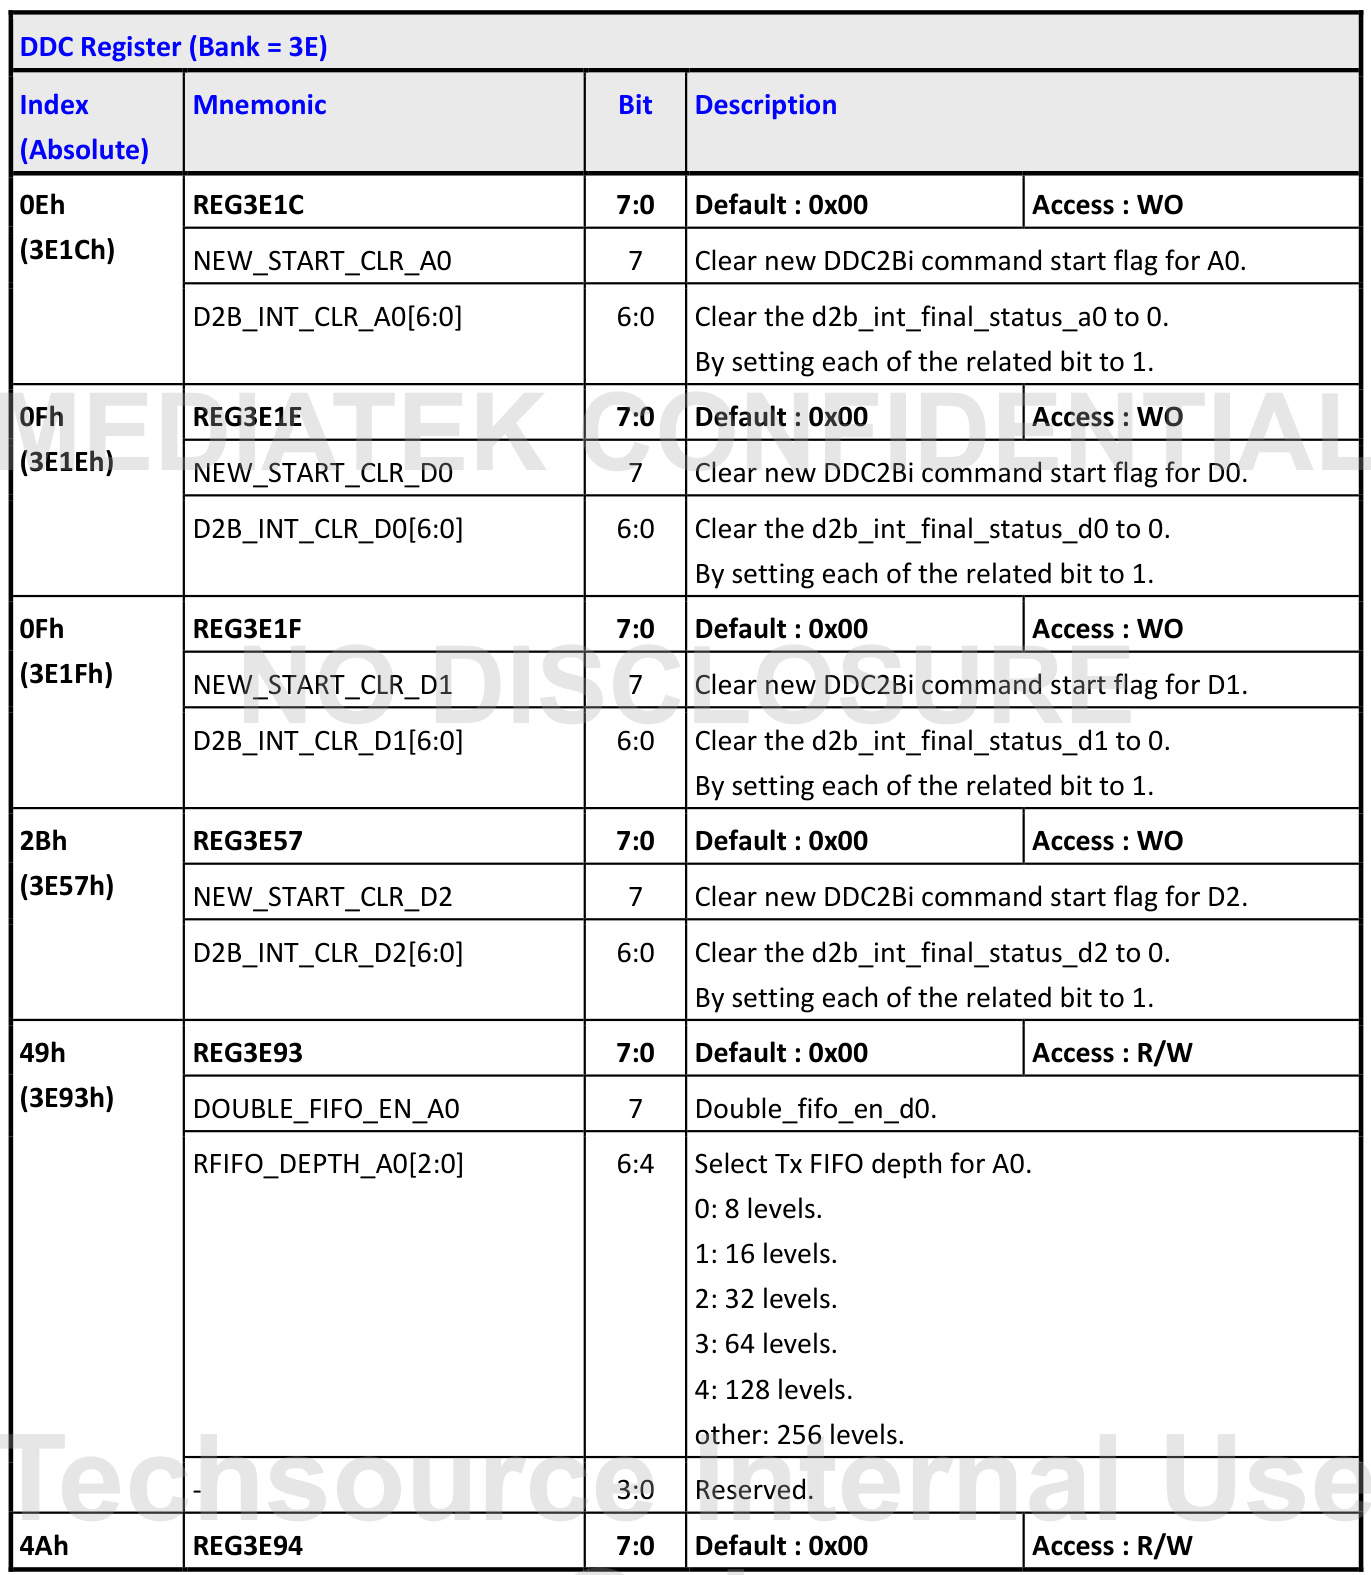 DDC Register (Bank = 3E)
Index
(Absolute)
Mnemonic
Bit
Description
0Eh
(3E1Ch)
REG3E1C
7:0
Default : 0x00
Access : WO
NEW_START_CLR_A0
7
Clear new DDC2Bi command start flag for A0.
D2B_INT_CLR_A0[6:0]
6:0
Clear the d2b_int_final_status_a0 to 0.
By setting each of the related bit to 1.
MEDIATEK CONFIDENTIAL
0Fh
(3E1Eh)
REG3E1E
7:0
Default : 0x00
Access : WO
NEW_START_CLR_D0
7
Clear new DDC2Bi command start flag for D0.
D2B_INT_CLR_D0[6:0]
6:0
Clear the d2b_int_final_status_d0 to 0.
By setting each of the related bit to 1.
0Fh
(3E1Fh)
REG3E1F
7:0
Default : 0x00
Access : WO
NO DISCLOSURE
NEW_START_CLR_D1
7
Clear new DDC2Bi command start flag for D1.
D2B_INT_CLR_D1[6:0]
6:0
Clear the d2b_int_final_status_d1 to 0.
By setting each of the related bit to 1.
2Bh
(3E57h)
REG3E57
7:0
Default : 0x00
Access : WO
NEW_START_CLR_D2
7
Clear new DDC2Bi command start flag for D2.
D2B_INT_CLR_D2[6:0]
6:0
Clear the d2b_int_final_status_d2 to 0.
By setting each of the related bit to 1.
49h
(3E93h)
REG3E93
7:0
Default : 0x00
Access : R/W
DOUBLE_FIFO_EN_A0
7
Double_fifo_en_d0.
RFIFO_DEPTH_A0[2:0]
6:4
Select Tx FIFO depth for A0.
0: 8 levels.
1: 16 levels.
2: 32 levels.
3: 64 levels.
4: 128 levels.
other: 256 levels.
Techsource Internal Use
-
3:0
Reserved.
4Ah
REG3E94
7:0
Default : 0x00
Access : R/W